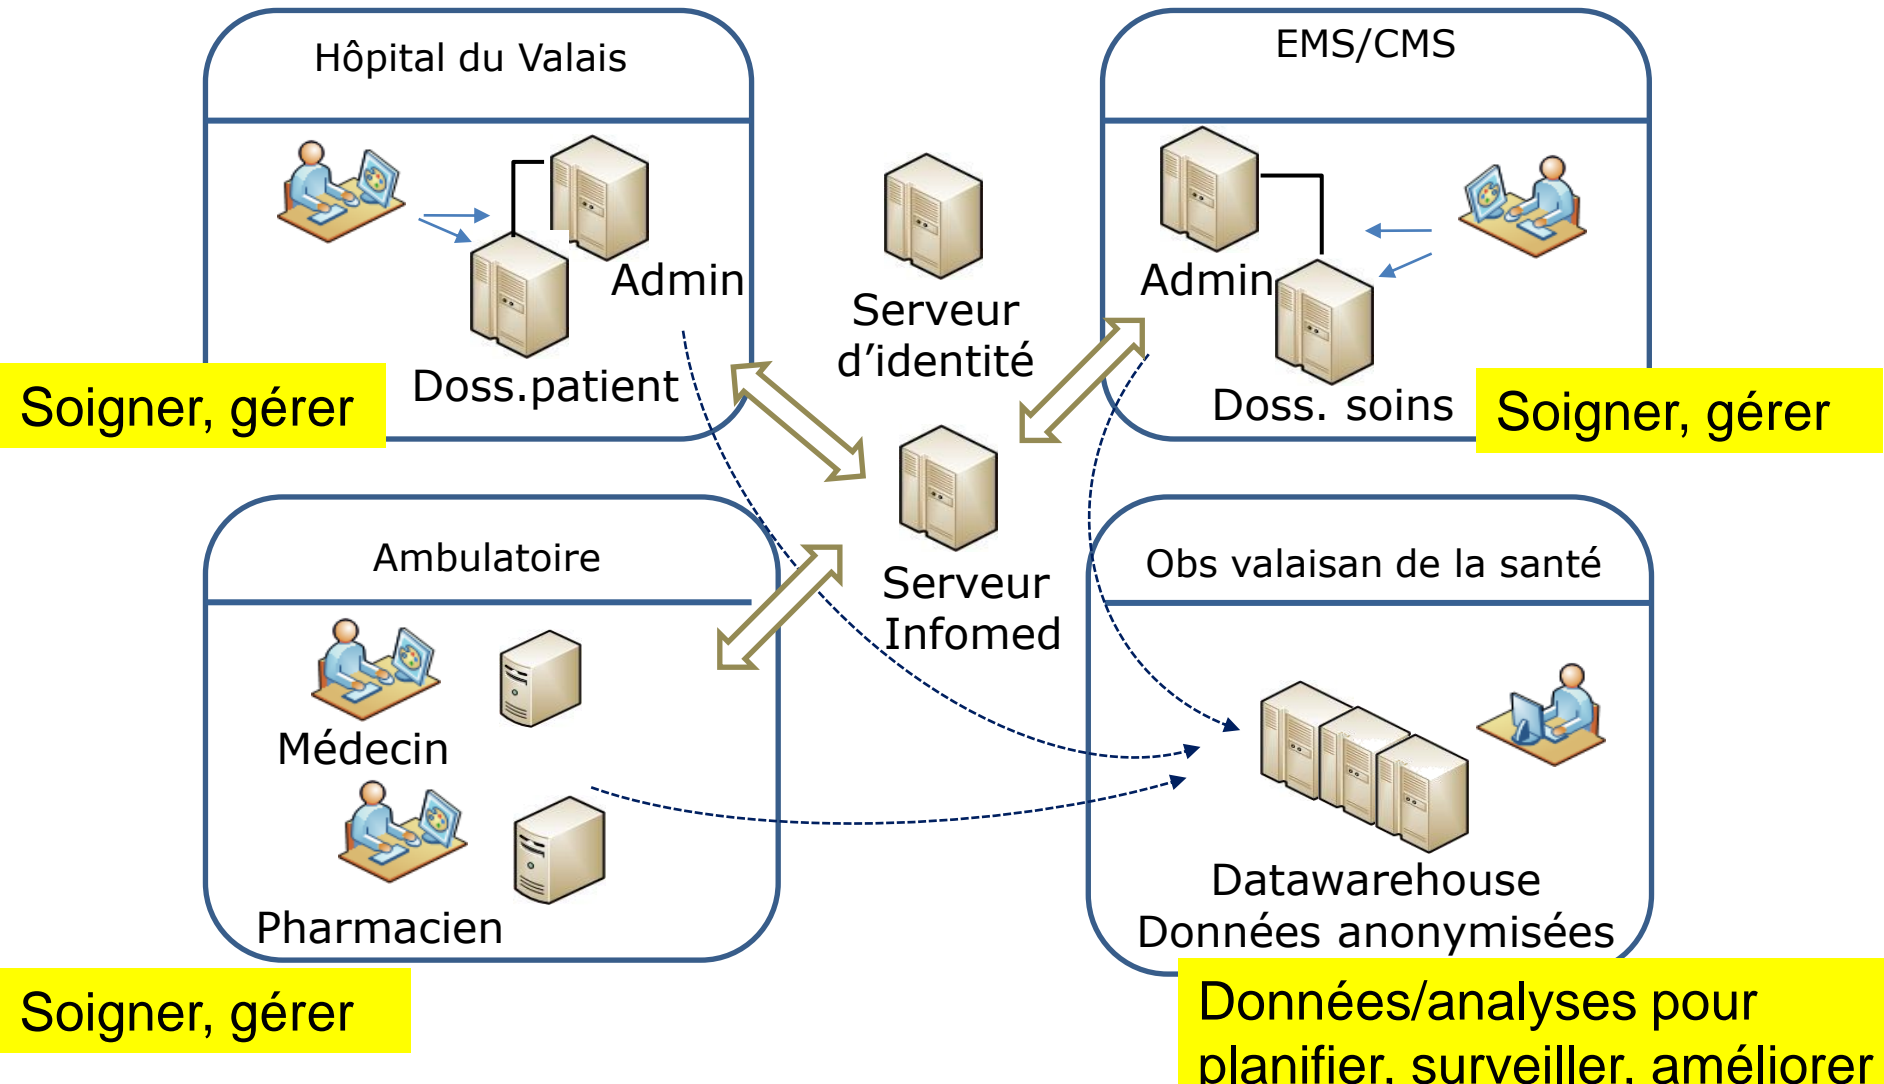 Hôpital du Valais
EMS/CMS
Admin
Doss.patient
Soigner, gérer
Serveur
d’identité
Admin
Doss. soins
Soigner, gérer
Serveur
Infomed
Ambulatoire
Médecin
Pharmacien
Soigner, gérer
Obs valaisan de la santé
Datawarehouse
Données anonymisées
Données/analyses pour
planifier, surveiller, améliorer